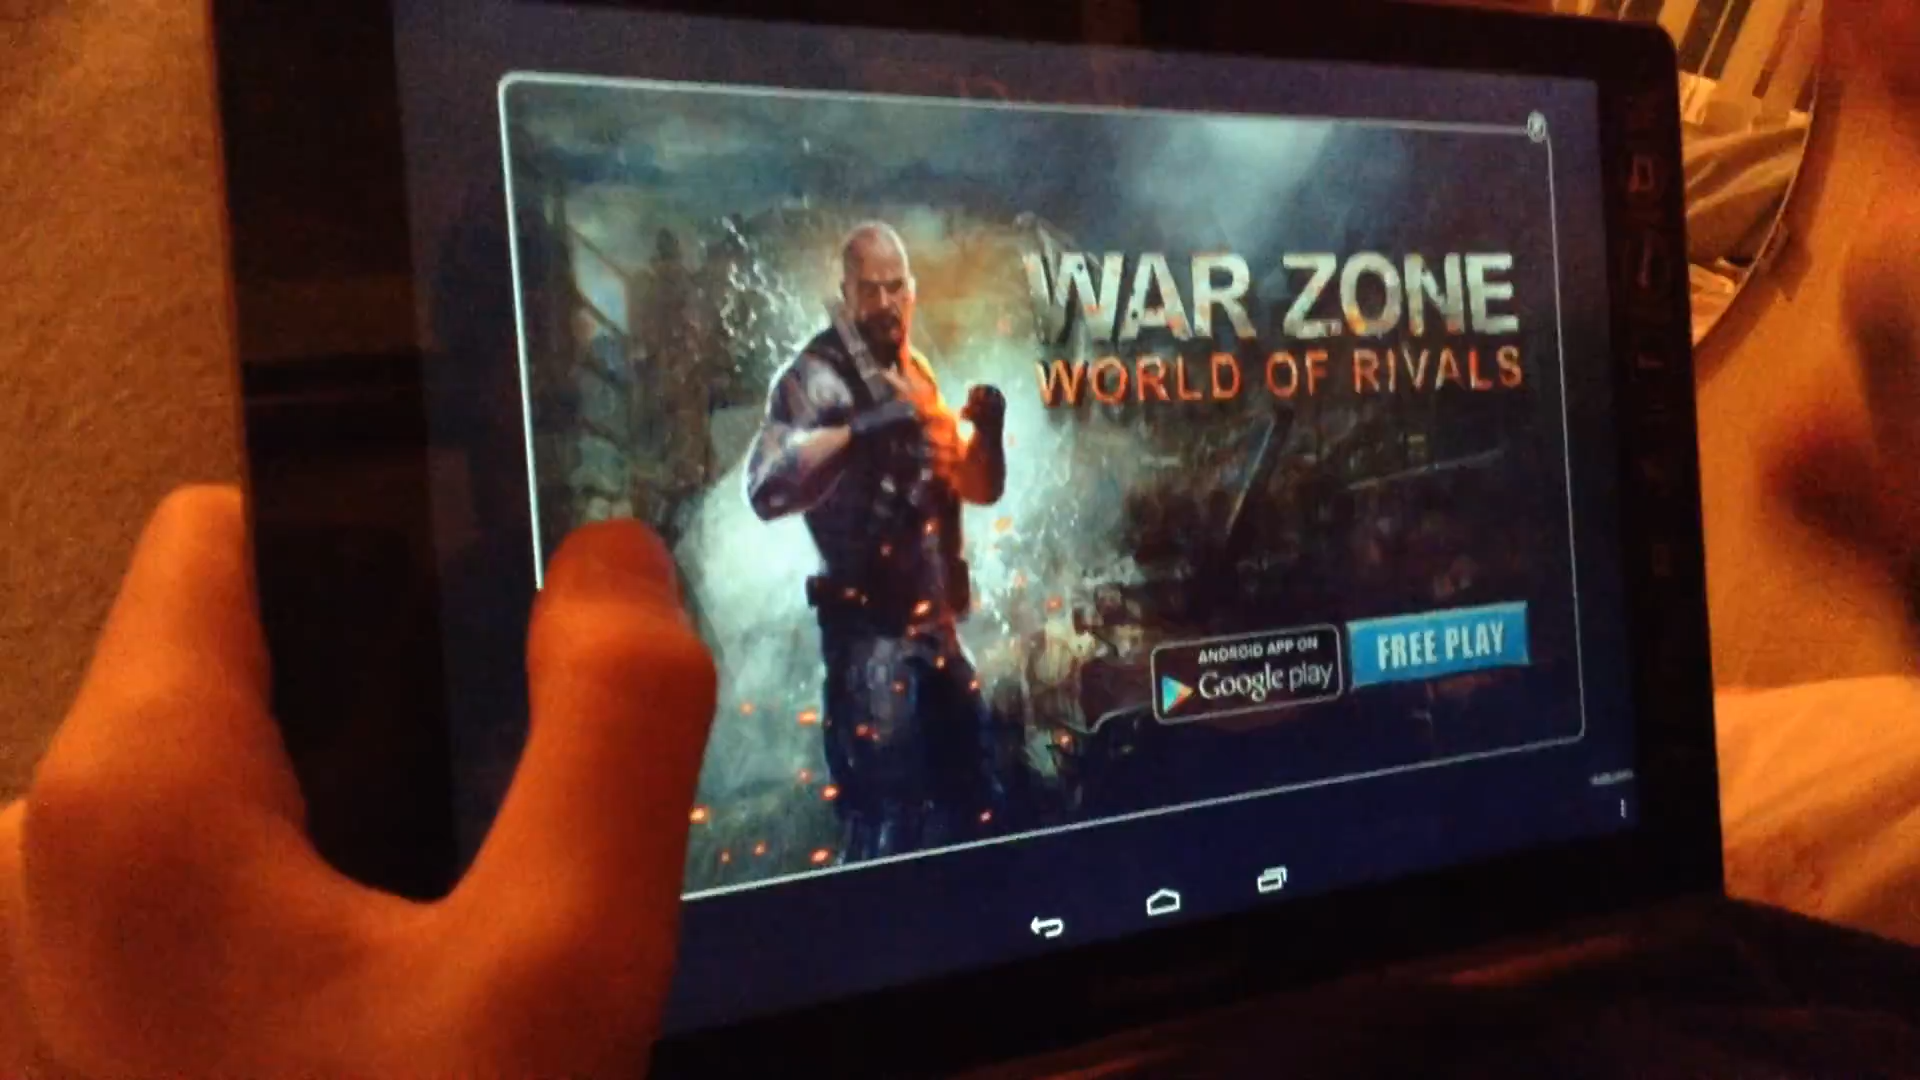 WAR ZONE
WORLD OF RIVALS
ANDROID APP ON
Google play
FREE PLAY